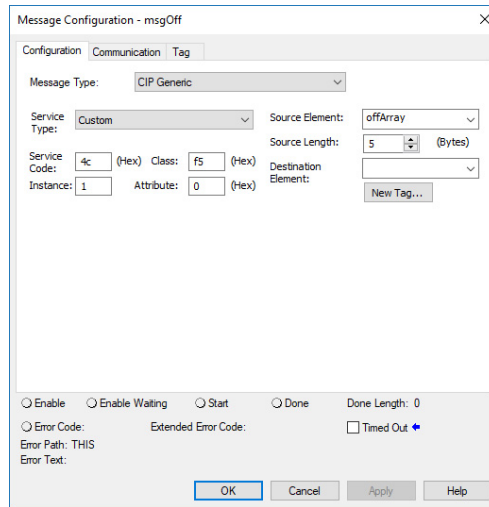 Message Configuration - msgOff
Configuration Communication Tag
Message Type: CIP Generic
Service Type: Custom
Source Element: offArray
Source Length: 5 (Bytes)
Service Code: 4c (Hex) Class: f5 (Hex)
Destination Element:
Instance: 1 Attribute: 0 (Hex)
New Tag...
Enable Enable Waiting Start Done Done Length: 0
Error Code: Extended Error Code: Timed Out
Error Path: THIS
Error Text:
OK Cancel Apply Help